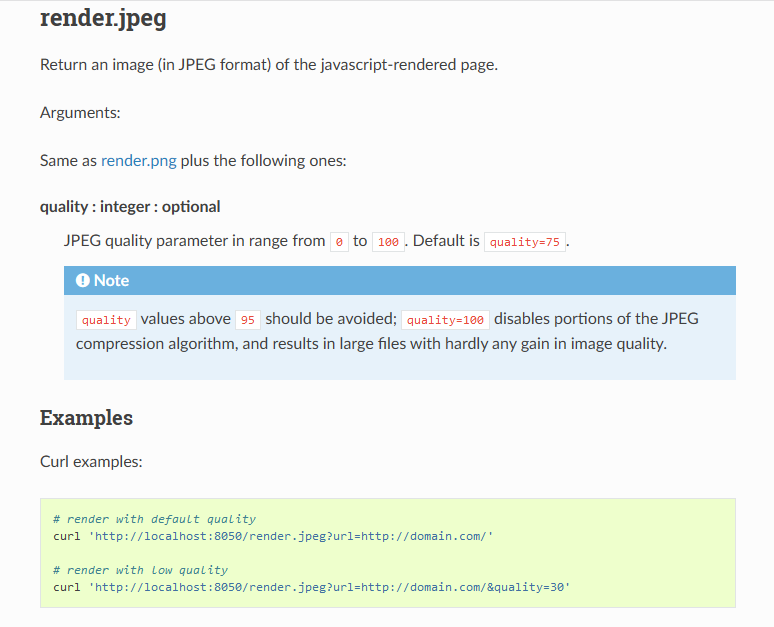 render.jpeg
Return an image (in JPEG format) of the javascript-rendered page.
Arguments:
Same as render.png plus the following ones:
quality : integer : optional
JPEG quality parameter in range from 0 to 100. Default is quality=75.
Note
quality values above 95 should be avoided; quality=100 disables portions of the JPEG
compression algorithm, and results in large files with hardly any gain in image quality.
Examples
Curl examples:
# render with default quality
curl 'http://localhost:8050/render.jpeg?url=http://domain.com/'
# render with low quality
curl 'http://localhost:8050/render.jpeg?url=http://domain.com/&quality=30'